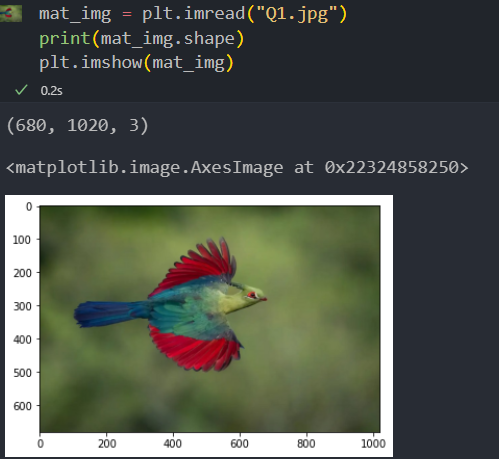 mat_img = plt.imread("Q1.jpg")
print(mat_img.shape)
plt.imshow(mat_img)
0.2s
(680, 1020, 3)
<matplotlib.image.AxesImage at 0x22324858250>
0
100
200
300
400
500
600
0 200 400 600 800 1000